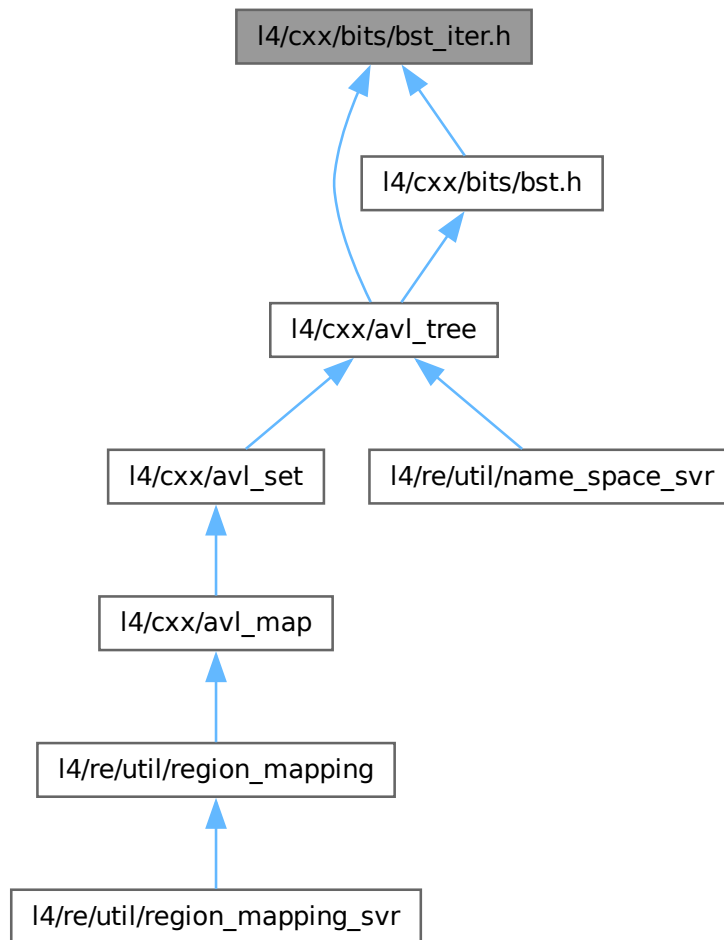 l4/cxx/bits/bst_iter.h
l4/cxx/bits/bst.h
l4/cxx/avl_tree
l4/cxx/avl_set
l4/re/util/name_space_svr
l4/cxx/avl_map
l4/re/util/region_mapping
l4/re/util/region_mapping_svr